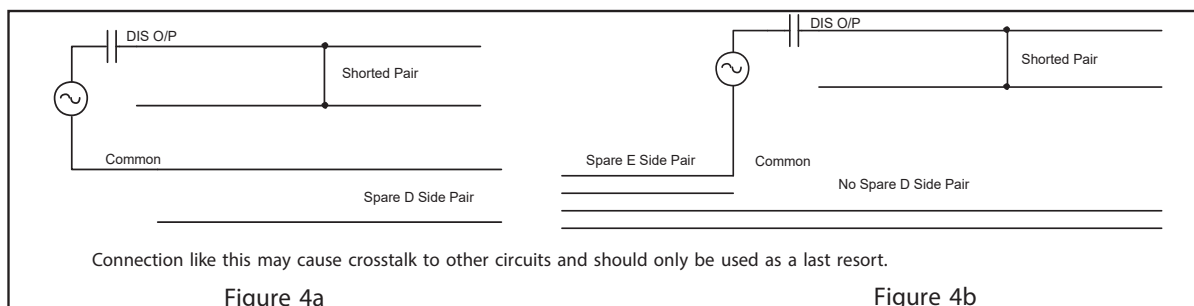 DIS O/P
Shorted Pair
Common
Spare D Side Pair
DIS O/P
Shorted Pair
Spare E Side Pair
Common
No Spare D Side Pair
Connection like this may cause crosstalk to other circuits and should only be used as a last resort.
Figure 4a
Figure 4b